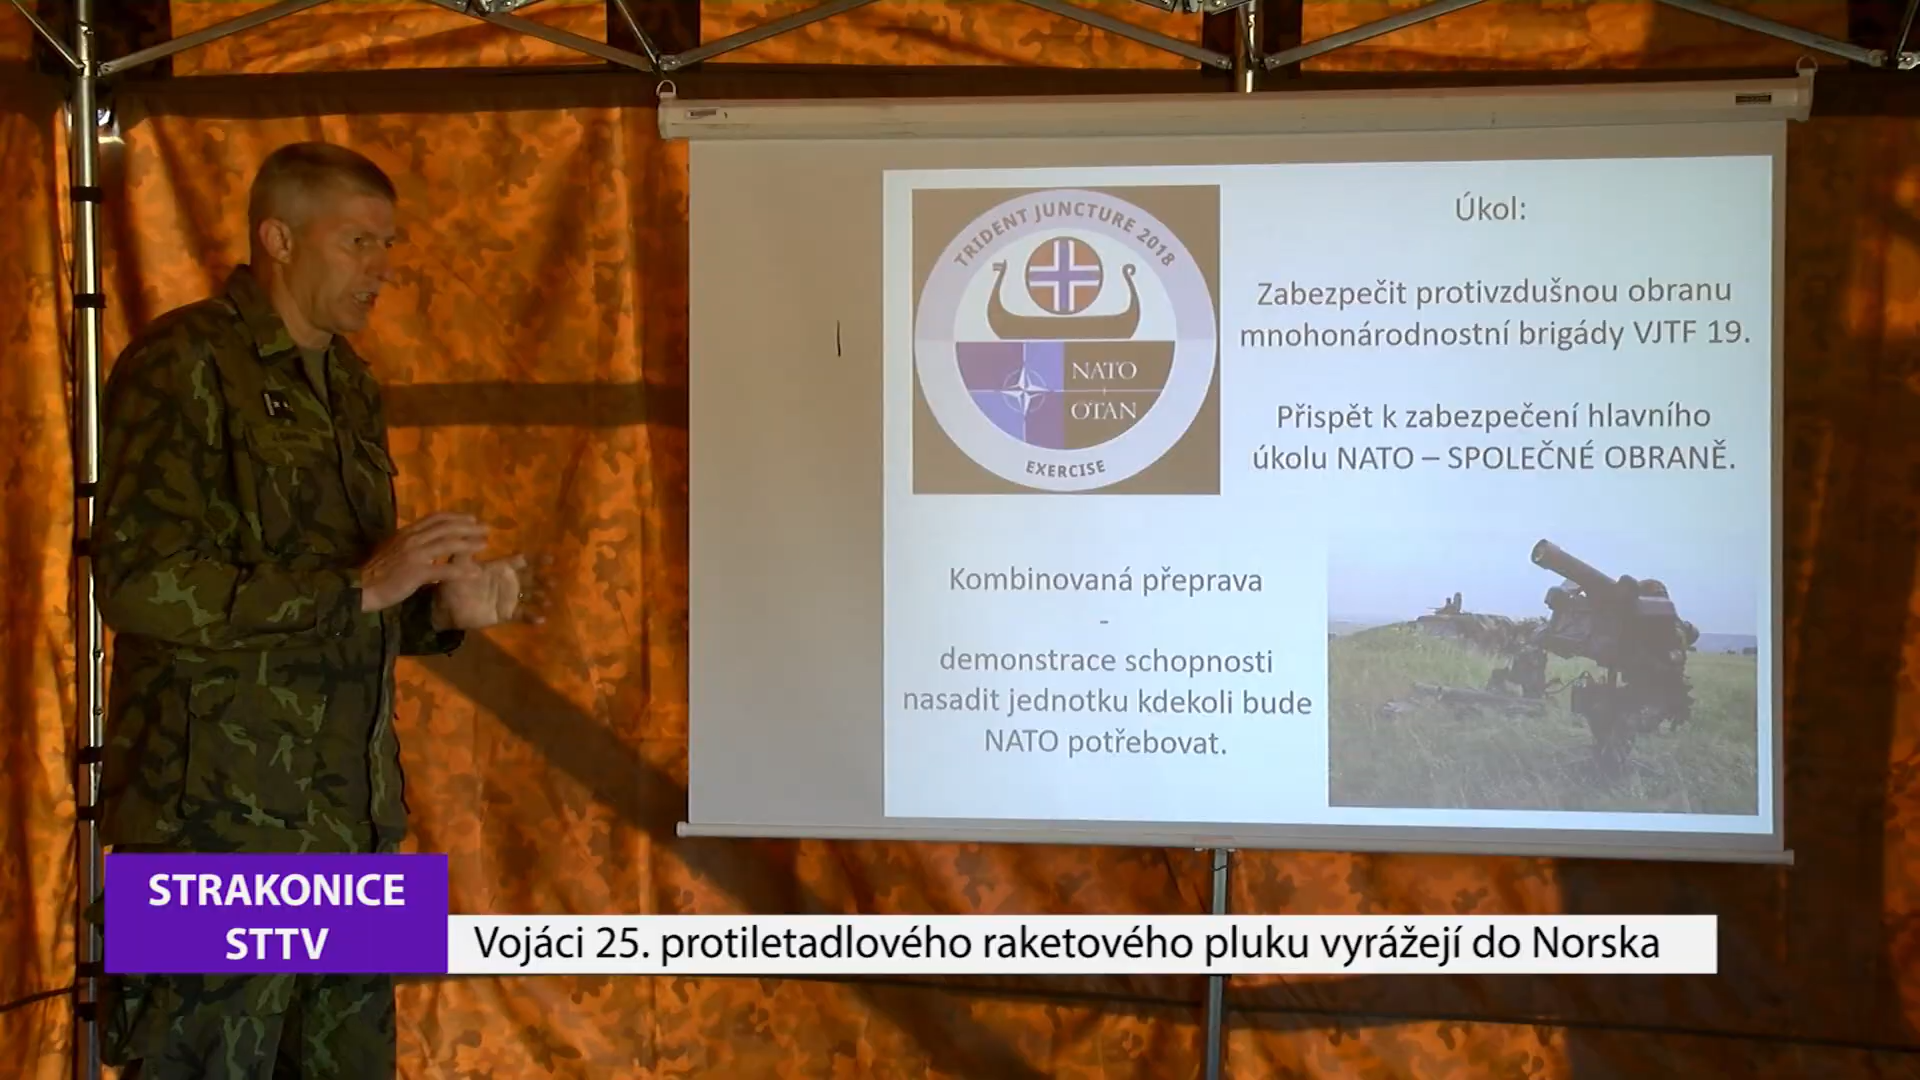 TRIDENT JUNCTURE 2018
NATO
OTAN
EXERCISE
Úkol:
Zabezpečit protivzdušnou obranu
mnohonárodnostní brigády VJTF 19.
Přispět k zabezpečení hlavního
úkolu NATO – SPOLEČNÉ OBRANĚ.
Kombinovaná přeprava
-
demonstrace schopnosti
nasadit jednotku kdekoli bude
NATO potřebovat.
STRAKONICE
STTV
Vojáci 25. protiletadlového raketového pluku vyrážejí do Norska